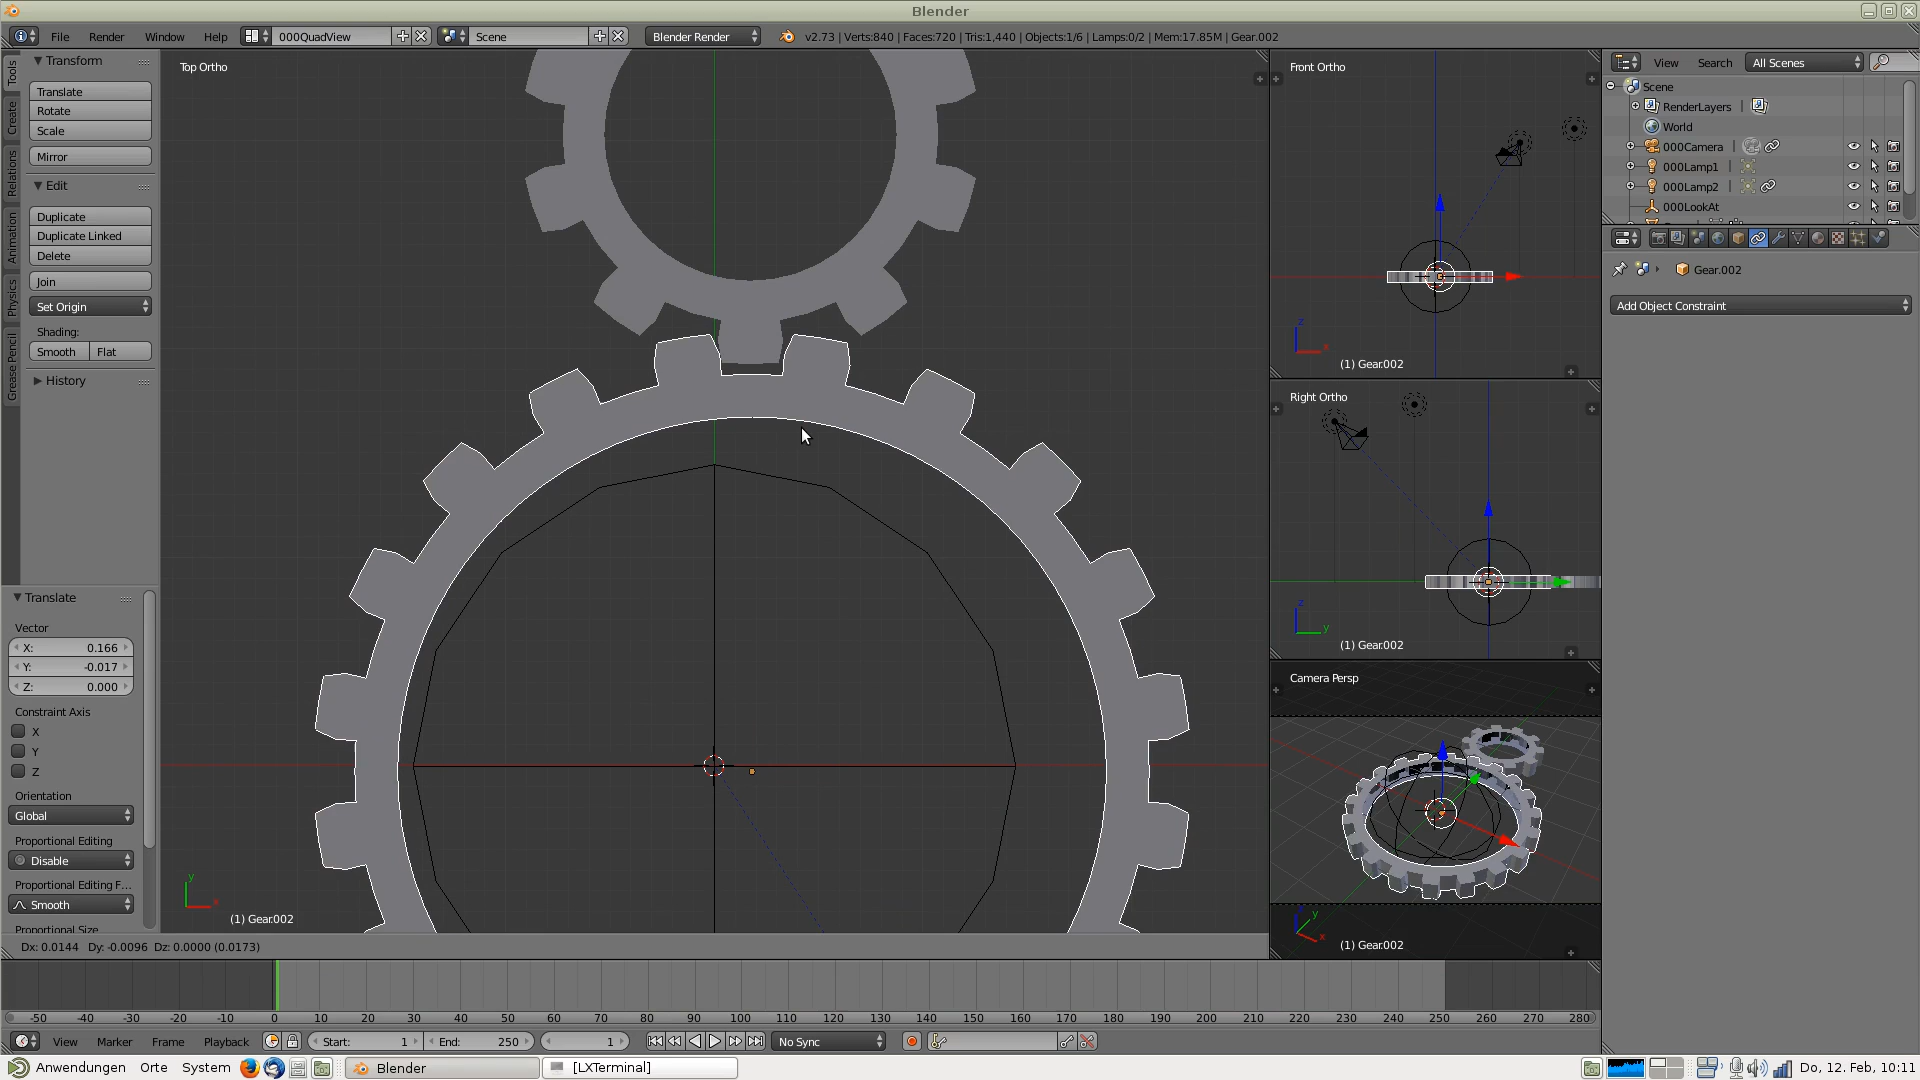 Blender
File Render Window Help 000QuadView Scene Blender Render v2.73 | Verts:840 | Faces:720 | Tris:1,440 | Objects:1/6 | Lamps:0/2 | Mem:17.85M | Gear.002
Tools
Create
Relations
Animation
Physics
Grease Pencil
Transform
Translate
Rotate
Scale
Mirror
Edit
Duplicate
Duplicate Linked
Delete
Join
Set Origin
Shading:
Smooth Flat
History
Translate
Vector
X: 0.166
Y: -0.017
Z: 0.000
Constraint Axis
X
Y
Z
Orientation
Global
Proportional Editing
Disable
Proportional Editing F...
Smooth
Proportional Size
Top Ortho
y
x
(1) Gear.002
Dx: 0.0144 Dy: -0.0096 Dz: 0.0000 (0.0173)
Front Ortho
z
x
(1) Gear.002
Right Ortho
z
y
(1) Gear.002
Camera Persp
z
y
x
(1) Gear.002
View Search All Scenes
Scene
RenderLayers |
World
000Camera |
000Lamp1 |
000Lamp2 |
000LookAt
Gear.002
Add Object Constraint
-50 -40 -30 -20 -10 0 10 20 30 40 50 60 70 80 90 100 110 120 130 140 150 160 170 180 190 200 210 220 230 240 250 260 270 280
View Marker Frame Playback Start: 1 End: 250 1 No Sync
Anwendungen Orte System Blender [LXTerminal] Do, 12. Feb, 10:11